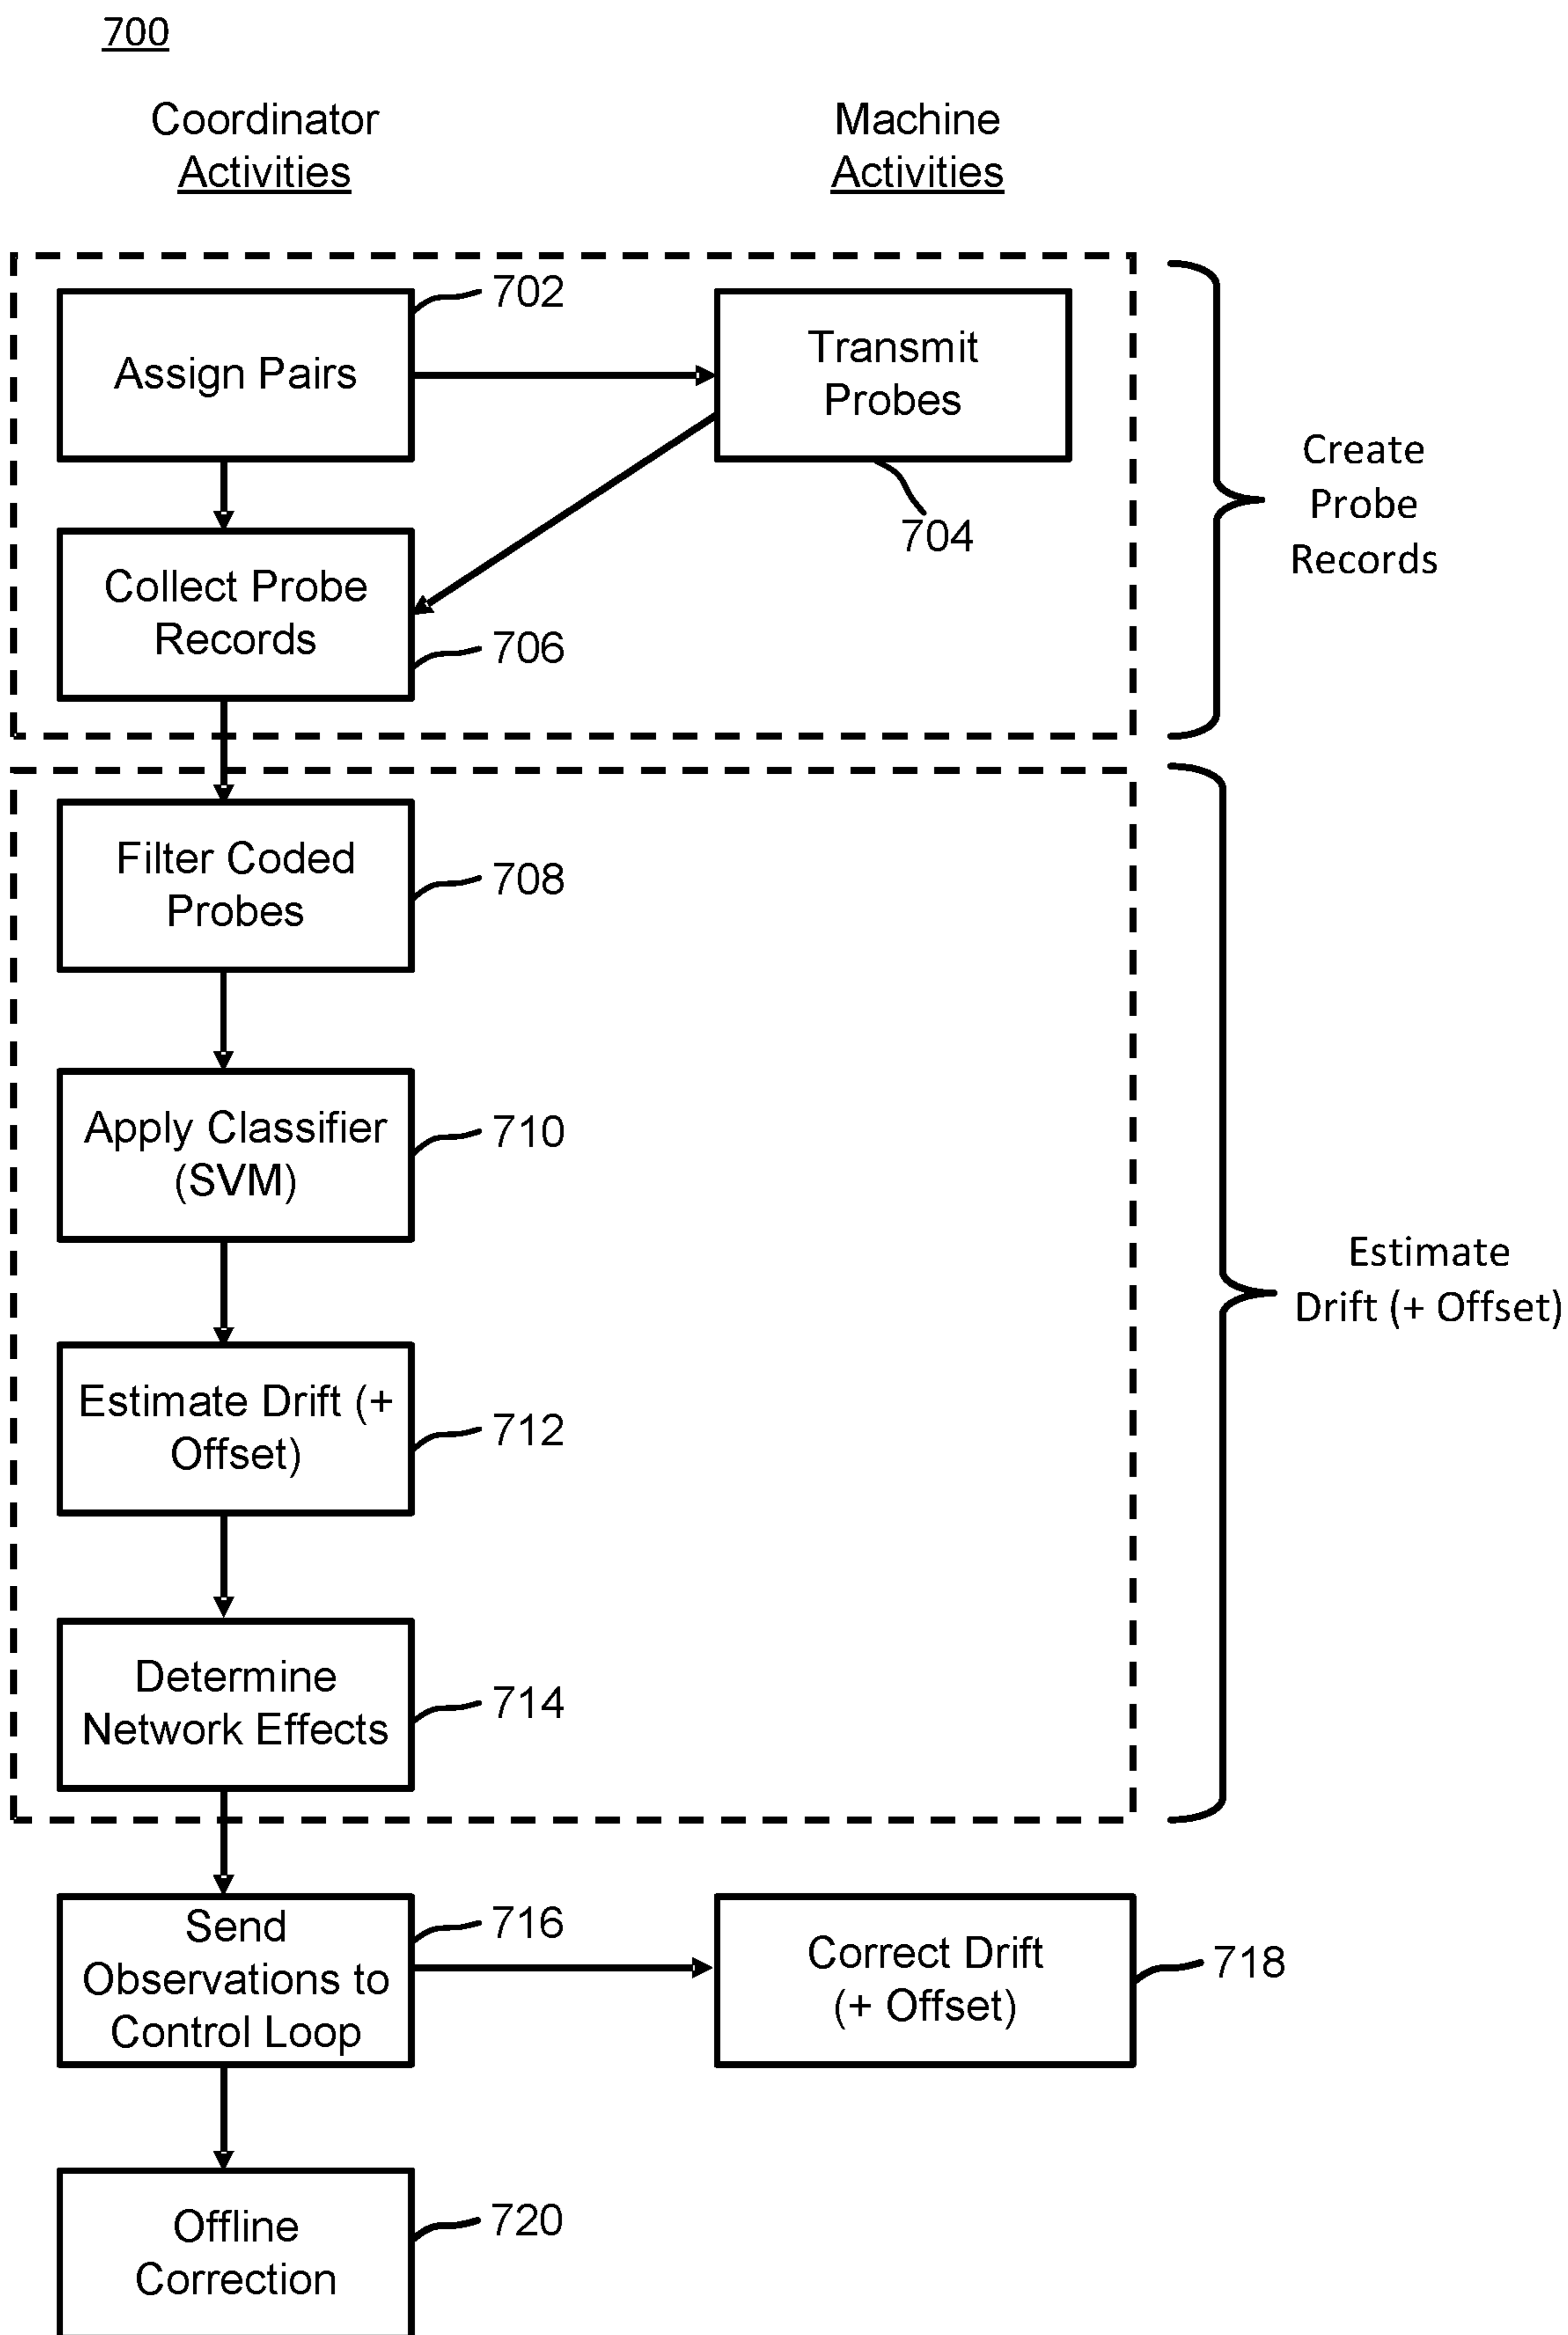 700
Coordinator
Activities
Machine
Activities
702
Assign Pairs
Transmit
Probes
704
Create
Probe
Records
Collect Probe
Records
706
Filter Coded
Probes
708
Apply Classifier
(SVM)
710
Estimate
Drift (+ Offset)
Estimate Drift (+
Offset)
712
Determine
Network Effects
714
Send
Observations to
Control Loop
716
Correct Drift
(+ Offset)
718
Offline
Correction
720